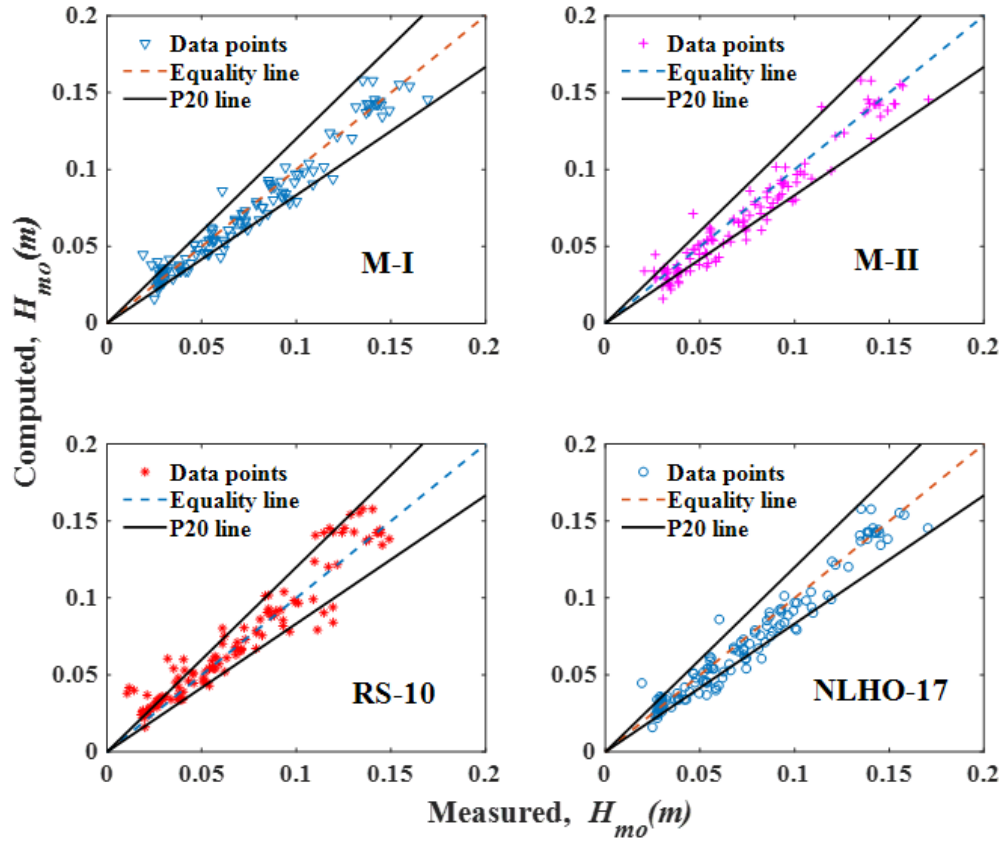 0.2
0.15
0.1
0.05
0
Data points
Equality line
P20 line
M-I
0 0.05 0.1 0.15 0.2
0.2
0.15
0.1
0.05
0
Data points
Equality line
P20 line
M-II
0 0.05 0.1 0.15 0.2
Computed, H_mo(m)
0.2
0.15
0.1
0.05
0
Data points
Equality line
P20 line
RS-10
0 0.05 0.1 0.15 0.2
0.2
0.15
0.1
0.05
0
Data points
Equality line
P20 line
NLHO-17
0 0.05 0.1 0.15 0.2
Measured, H_mo(m)